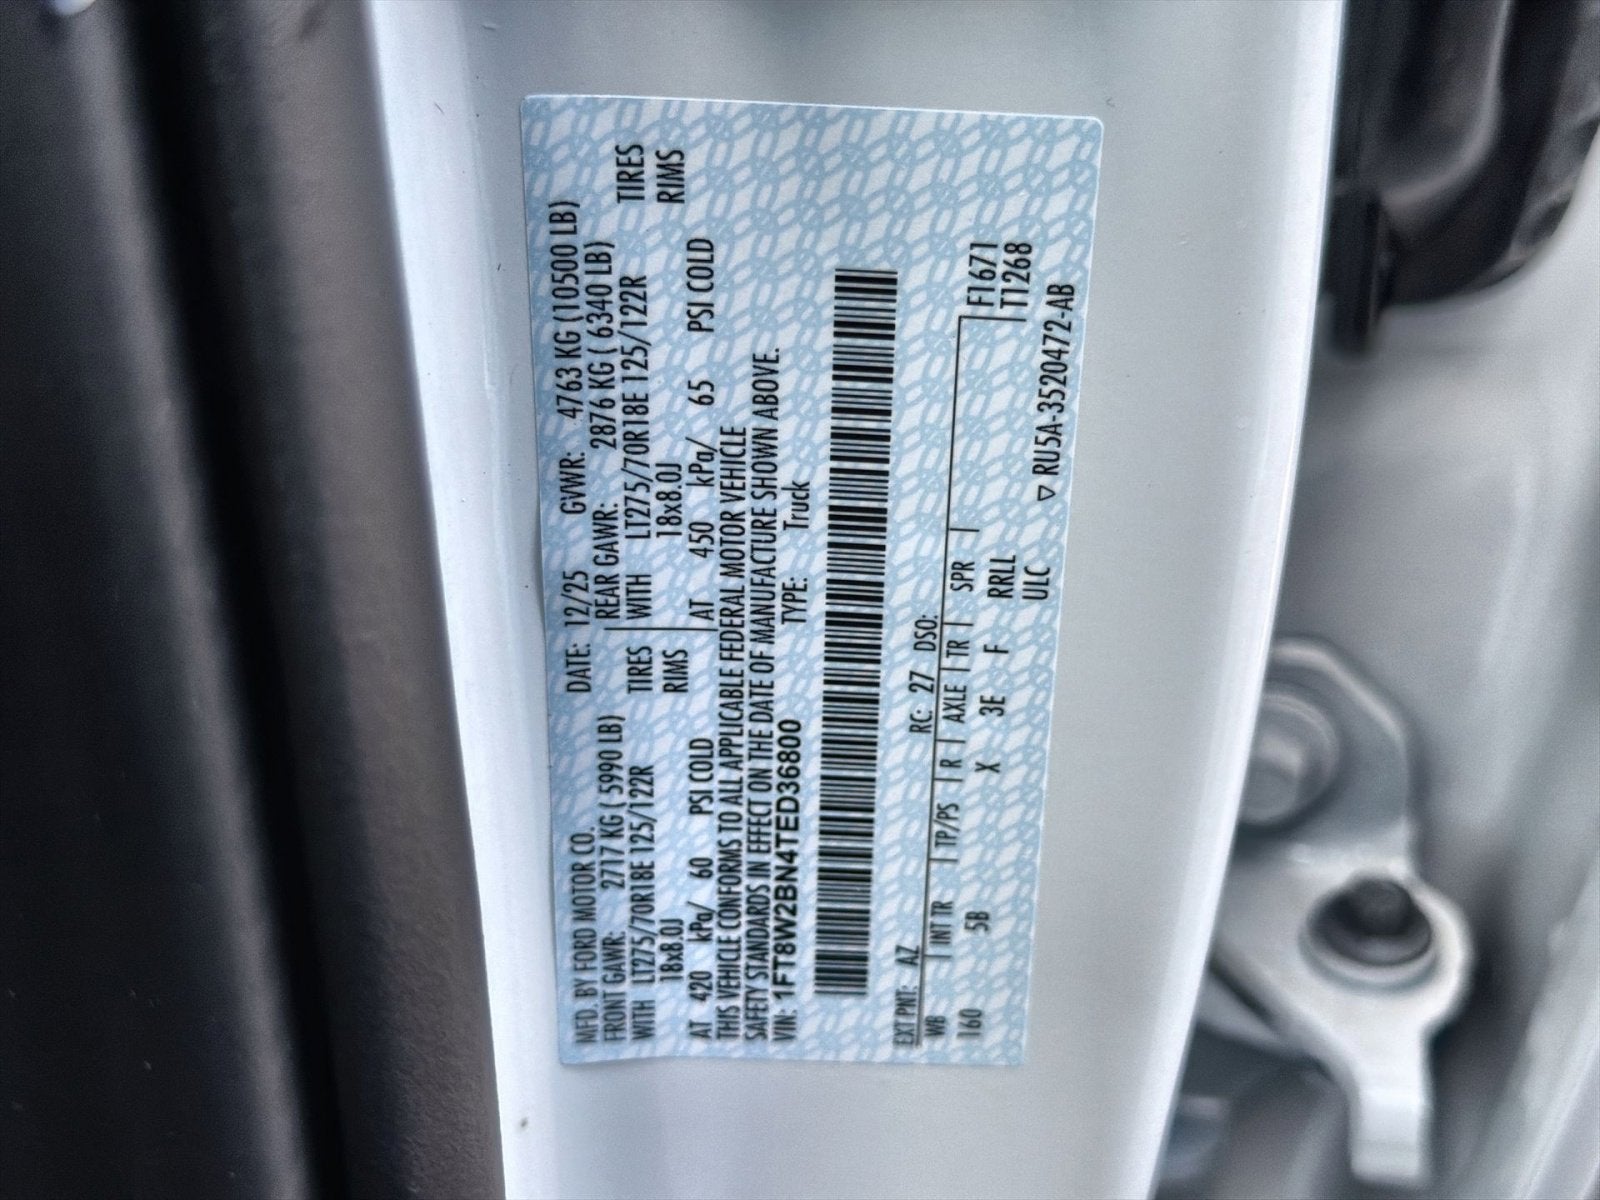 MFD. BY FORD MOTOR CO. DATE: 12/25 GVWR: 4763 KG (10500 LB)
FRONT GAWR: 2717 KG ( 5990 LB) REAR GAWR: 2876 KG ( 6340 LB)
WITH LT275/70R18E 125/122R TIRES WITH LT275/70R18E 125/122R TIRES
18x8.0J RIMS 18x8.0J RIMS
AT 420 kPa/ 60 PSI COLD AT 450 kPa/ 65 PSI COLD
THIS VEHICLE CONFORMS TO ALL APPLICABLE FEDERAL MOTOR VEHICLE
SAFETY STANDARDS IN EFFECT ON THE DATE OF MANUFACTURE SHOWN ABOVE.
VIN: 1FT8W2BN4TED36800 TYPE: Truck
EXT PNT: AZ RC: 27 DSO:
WB INT TR TP/PS R AXLE TR SPR F1671
160 5B X 3E F RRLL T1268
ULC
▽ RU5A-3520472-AB